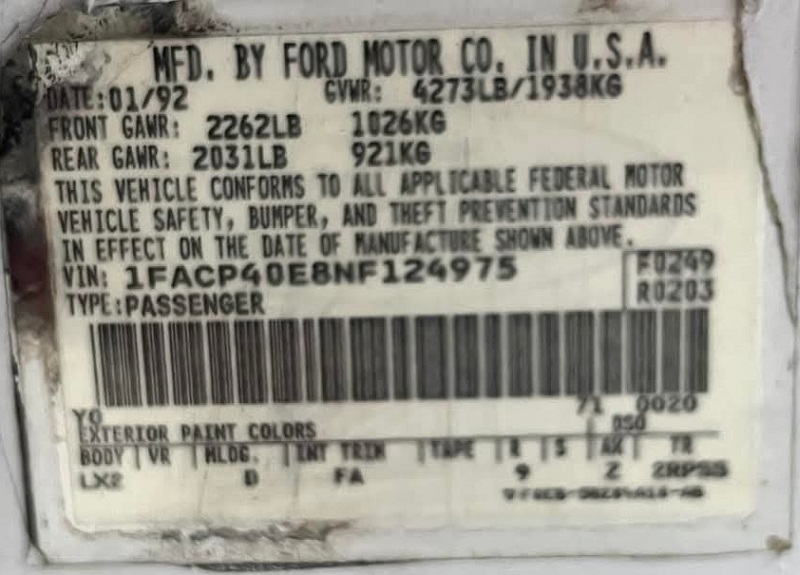 MFD. BY FORD MOTOR CO. IN U.S.A.
DATE:01/92 GVWR: 4273LB/1938KG
FRONT GAWR: 2262LB 1026KG
REAR GAWR: 2031LB 921KG
THIS VEHICLE CONFORMS TO ALL APPLICABLE FEDERAL MOTOR
VEHICLE SAFETY, BUMPER, AND THEFT PREVENTION STANDARDS
IN EFFECT ON THE DATE OF MANUFACTURE SHOWN ABOVE.
VIN: 1FACP40E8NF124975 F0249
TYPE:PASSENGER R0203
YO 71 0020
EXTERIOR PAINT COLORS DSO
BODY VR MLDG. INT TRIM TAPE R S AX TR
LX2 D FA 9 Z 2RPSS